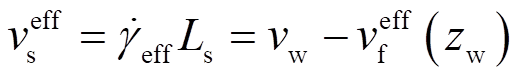 v_s^eff = γ̇_eff L_s = v_w − v_f^eff (z_w)